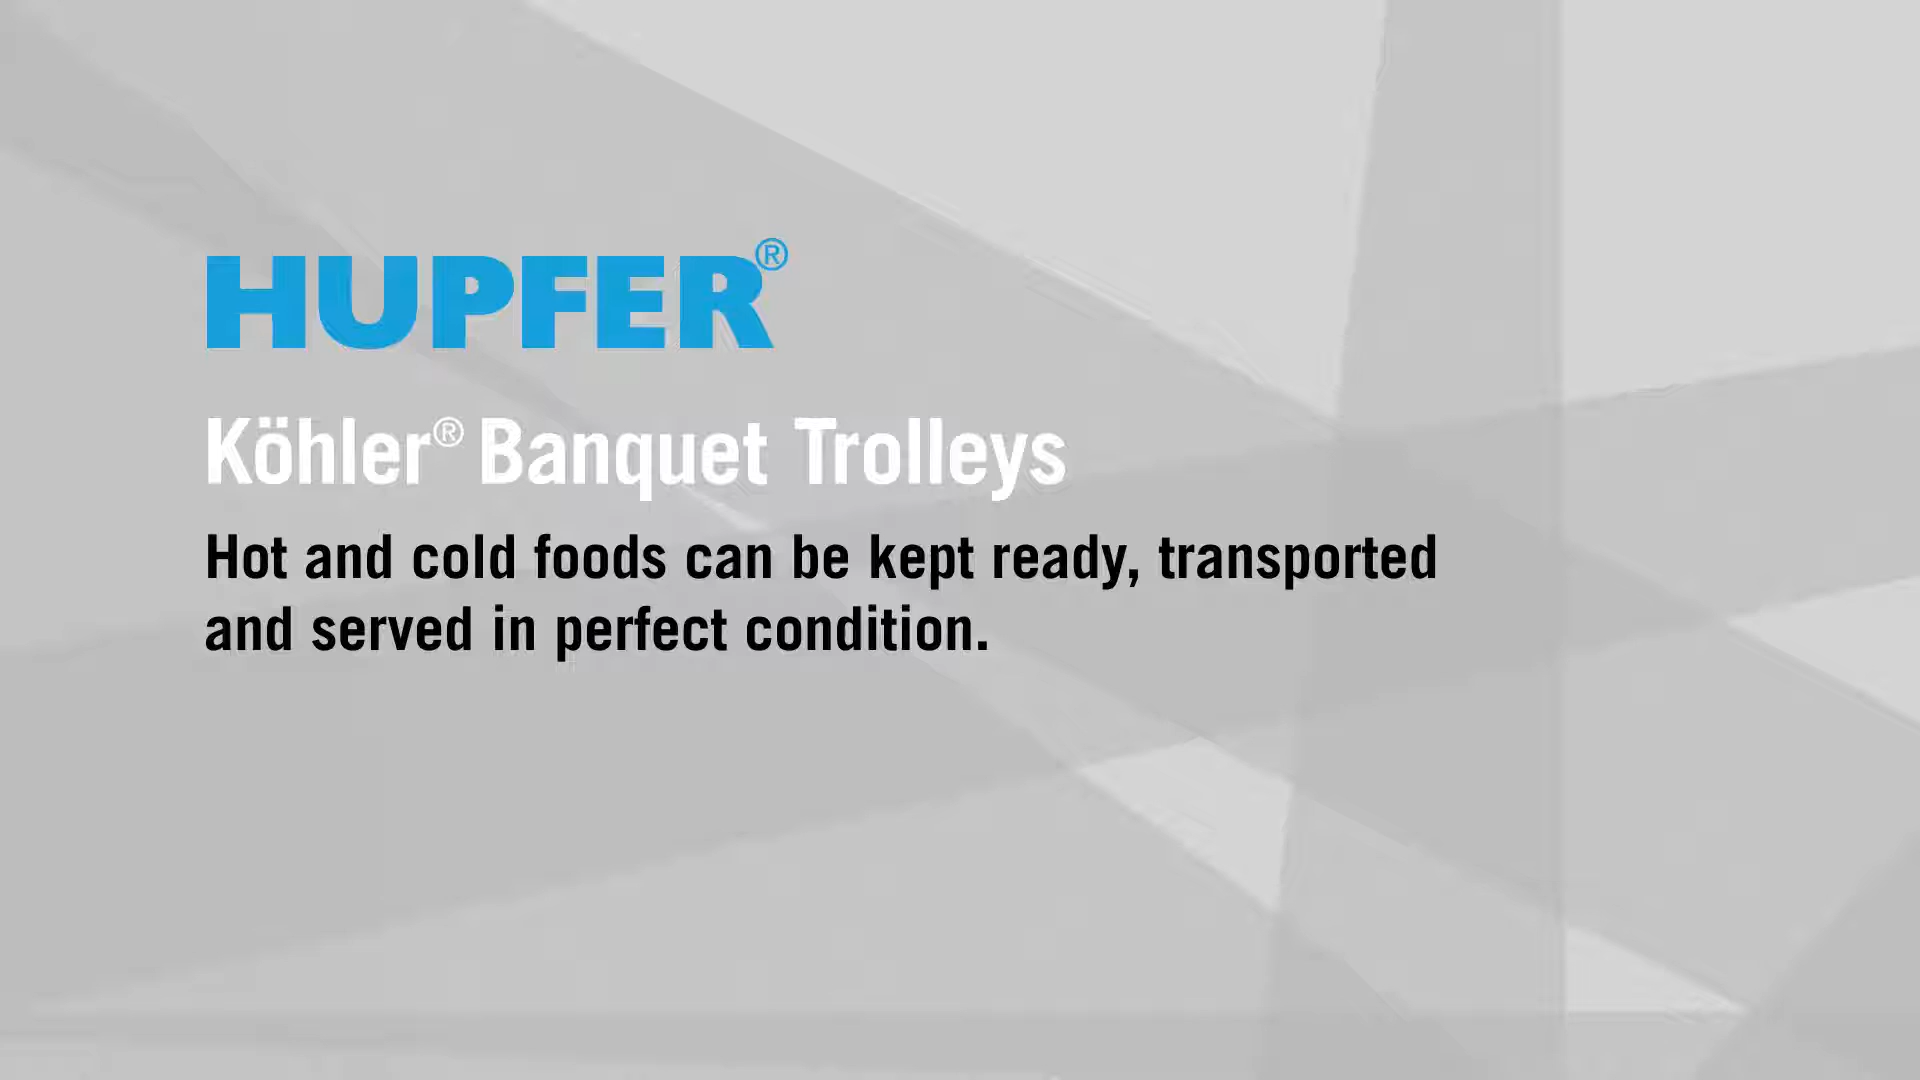 HUPFER®
Köhler® Banquet Trolleys
Hot and cold foods can be kept ready, transported
and served in perfect condition.